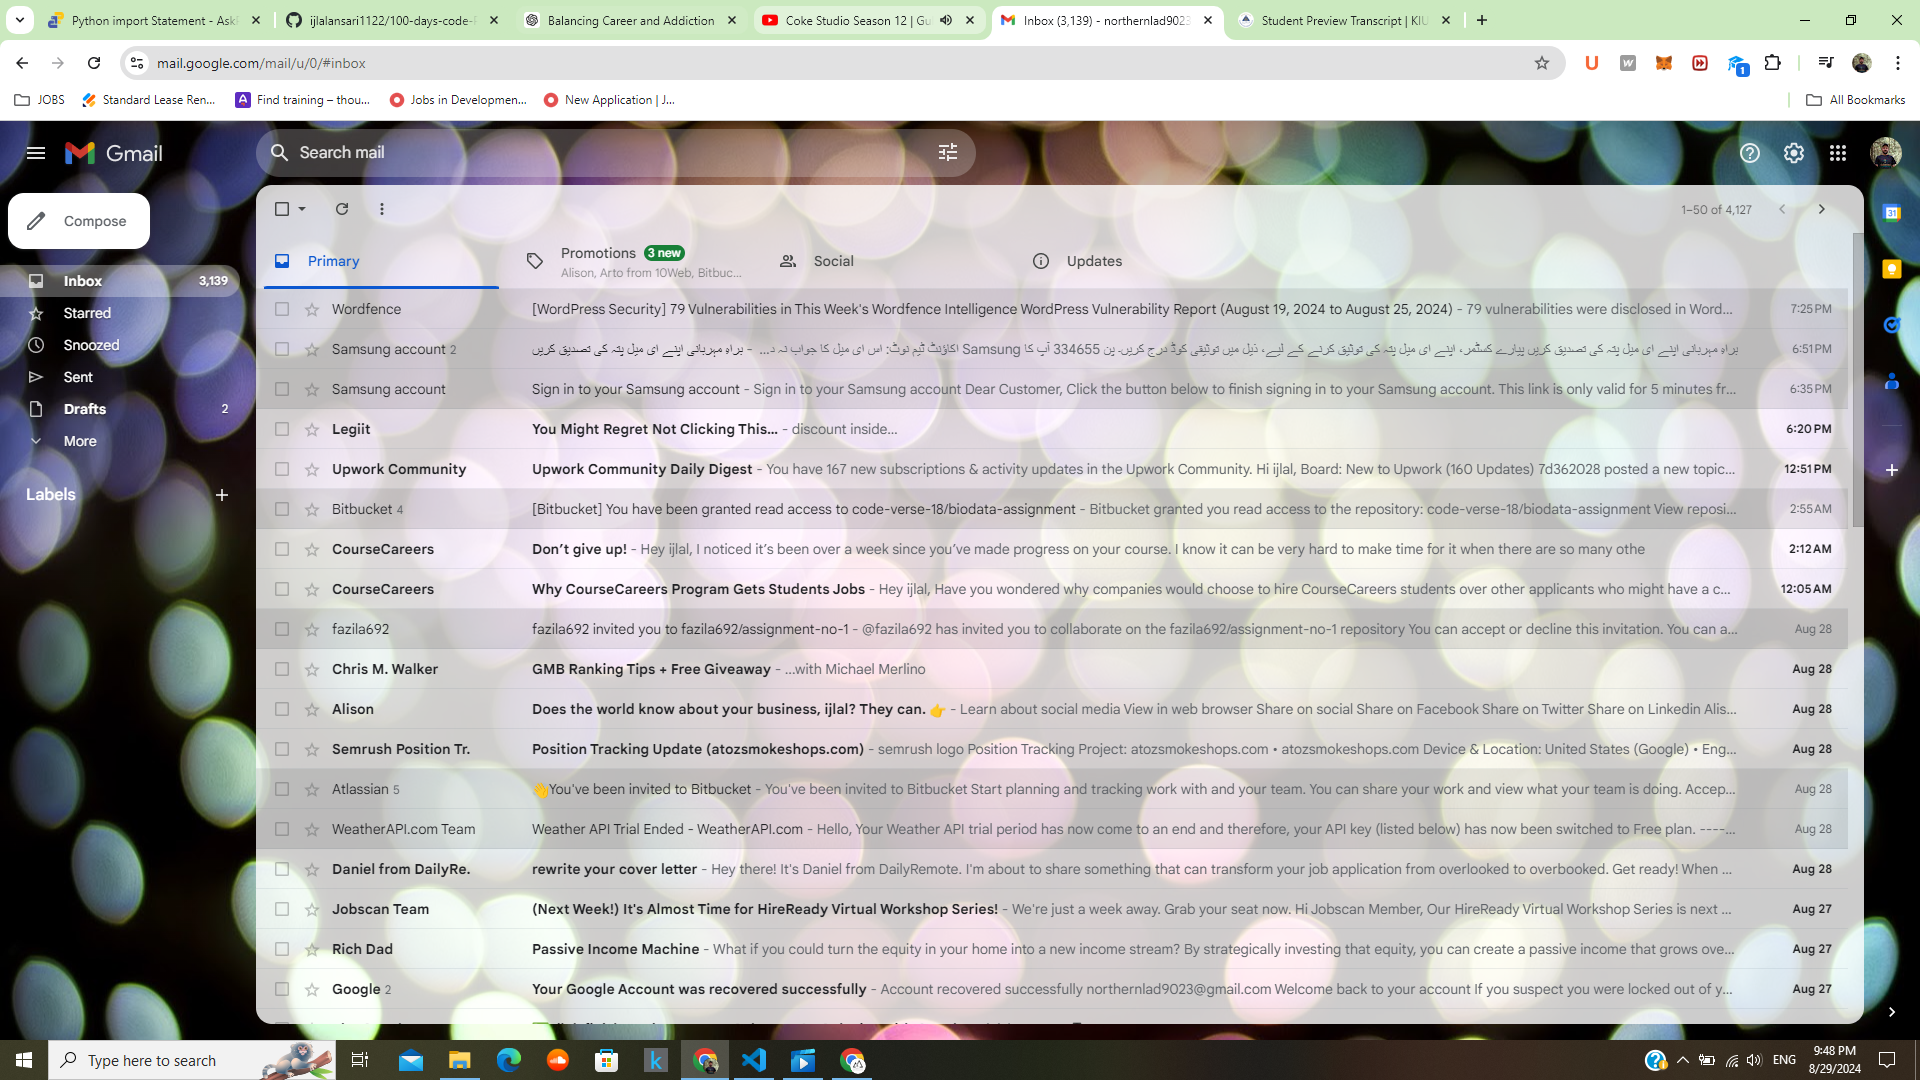 Python import Statement - Ask
ijlalansari1122/100-days-code-
Balancing Career and Addiction
Coke Studio Season 12 | Gu
Inbox (3,139) - northernlad9023
Student Preview Transcript | KIU
mail.google.com/mail/u/0/#inbox
1
JOBS
Standard Lease Ren...
Find training – thou...
Jobs in Developmen...
New Application | J...
All Bookmarks
Gmail
Search mail
Compose
1–50 of 4,127
31
Primary
Promotions 3 new
Alison, Arto from 10Web, Bitbuc...
Social
Updates
Inbox 3,139
Starred
Snoozed
Sent
Drafts 2
More
Labels
Wordfence [WordPress Security] 79 Vulnerabilities in This Week's Wordfence Intelligence WordPress Vulnerability Report (August 19, 2024 to August 25, 2024) - 79 vulnerabilities were disclosed in Word... 7:25 PM
Samsung account 2 براہ مہربانی اپنے ای میل پتہ کی تصدیق کریں - براہ مہربانی اپنے ای میل پتہ کی تصدیق کریں پیارے کسٹمر، اپنے ای میل پتہ کی توثیق کرنے کے لیے، ذیل میں توثیقی کوڈ درج کریں۔ پن 334655 آپ کا Samsung اکاؤنٹ ٹیم نوٹ: اس ای میل کا جواب نہ د... 6:51 PM
Samsung account Sign in to your Samsung account - Sign in to your Samsung account Dear Customer, Click the button below to finish signing in to your Samsung account. This link is only valid for 5 minutes fr... 6:35 PM
Legiit You Might Regret Not Clicking This... - discount inside... 6:20 PM
Upwork Community Upwork Community Daily Digest - You have 167 new subscriptions & activity updates in the Upwork Community. Hi ijlal, Board: New to Upwork (160 Updates) 7d362028 posted a new topic... 12:51 PM
Bitbucket 4 [Bitbucket] You have been granted read access to code-verse-18/biodata-assignment - Bitbucket granted you read access to the repository: code-verse-18/biodata-assignment View reposi... 2:55 AM
CourseCareers Don’t give up! - Hey ijlal, I noticed it’s been over a week since you’ve made progress on your course. I know it can be very hard to make time for it when there are so many othe 2:12 AM
CourseCareers Why CourseCareers Program Gets Students Jobs - Hey ijlal, Have you wondered why companies would choose to hire CourseCareers students over other applicants who might have a c... 12:05 AM
fazila692 fazila692 invited you to fazila692/assignment-no-1 - @fazila692 has invited you to collaborate on the fazila692/assignment-no-1 repository You can accept or decline this invitation. You can a... Aug 28
Chris M. Walker GMB Ranking Tips + Free Giveaway - ...with Michael Merlino Aug 28
Alison Does the world know about your business, ijlal? They can. 👉 - Learn about social media View in web browser Share on social Share on Facebook Share on Twitter Share on Linkedin Alis... Aug 28
Semrush Position Tr. Position Tracking Update (atozsmokeshops.com) - semrush logo Position Tracking Project: atozsmokeshops.com • atozsmokeshops.com Device & Location: United States (Google) • Eng... Aug 28
Atlassian 5 👋You've been invited to Bitbucket - You've been invited to Bitbucket Start planning and tracking work with and your team. You can share your work and view what your team is doing. Accep... Aug 28
WeatherAPI.com Team Weather API Trial Ended - WeatherAPI.com - Hello, Your Weather API trial period has now come to an end and therefore, your API key (listed below) has now been switched to Free plan. ----... Aug 28
Daniel from DailyRe. rewrite your cover letter - Hey there! It's Daniel from DailyRemote. I'm about to share something that can transform your job application from overlooked to overbooked. Get ready! When ... Aug 28
Jobscan Team (Next Week!) It's Almost Time for HireReady Virtual Workshop Series! - We're just a week away. Grab your seat now. Hi Jobscan Member, Our HireReady Virtual Workshop Series is next ... Aug 27
Rich Dad Passive Income Machine - What if you could turn the equity in your home into a new income stream? By strategically investing that equity, you can create a passive income that grows ove... Aug 27
Google 2 Your Google Account was recovered successfully - Account recovered successfully northernlad9023@gmail.com Welcome back to your account If you suspect you were locked out of y... Aug 27
Type here to search
ENG
9:48 PM
8/29/2024